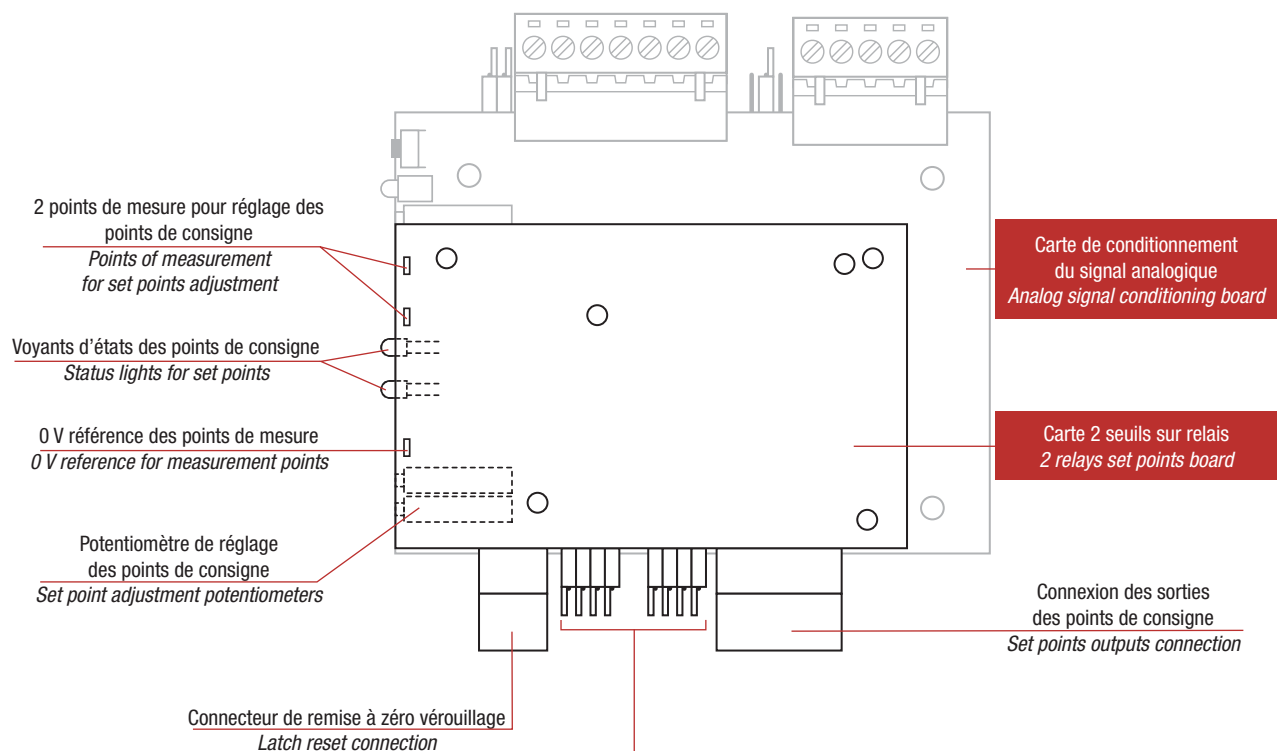 2 points de mesure pour réglage des
points de consigne
Points of measurement
for set points adjustment
Voyants d'états des points de consigne
Status lights for set points
0 V référence des points de mesure
0 V reference for measurement points
Potentiomètre de réglage
des points de consigne
Set point adjustment potentiometers
Connecteur de remise à zéro vérouillage
Latch reset connection
Carte de conditionnement
du signal analogique
Analog signal conditioning board
Carte 2 seuils sur relais
2 relays set points board
Connexion des sorties
des points de consigne
Set points outputs connection